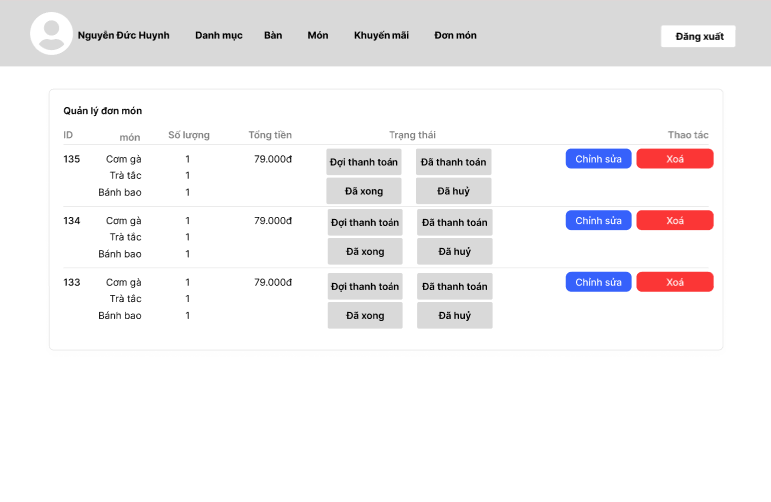 Nguyễn Đức Huynh Danh mục Bàn Món Khuyến mãi Đơn món Đăng xuất
Quản lý đơn món
ID món Số lượng Tổng tiền Trạng thái Thao tác
135 Cơm gà 1 79.000đ Đợi thanh toán Đã thanh toán Chỉnh sửa Xoá
Trà tắc 1
Bánh bao 1 Đã xong Đã huỷ
134 Cơm gà 1 79.000đ Đợi thanh toán Đã thanh toán Chỉnh sửa Xoá
Trà tắc 1
Bánh bao 1 Đã xong Đã huỷ
133 Cơm gà 1 79.000đ Đợi thanh toán Đã thanh toán Chỉnh sửa Xoá
Trà tắc 1
Bánh bao 1 Đã xong Đã huỷ